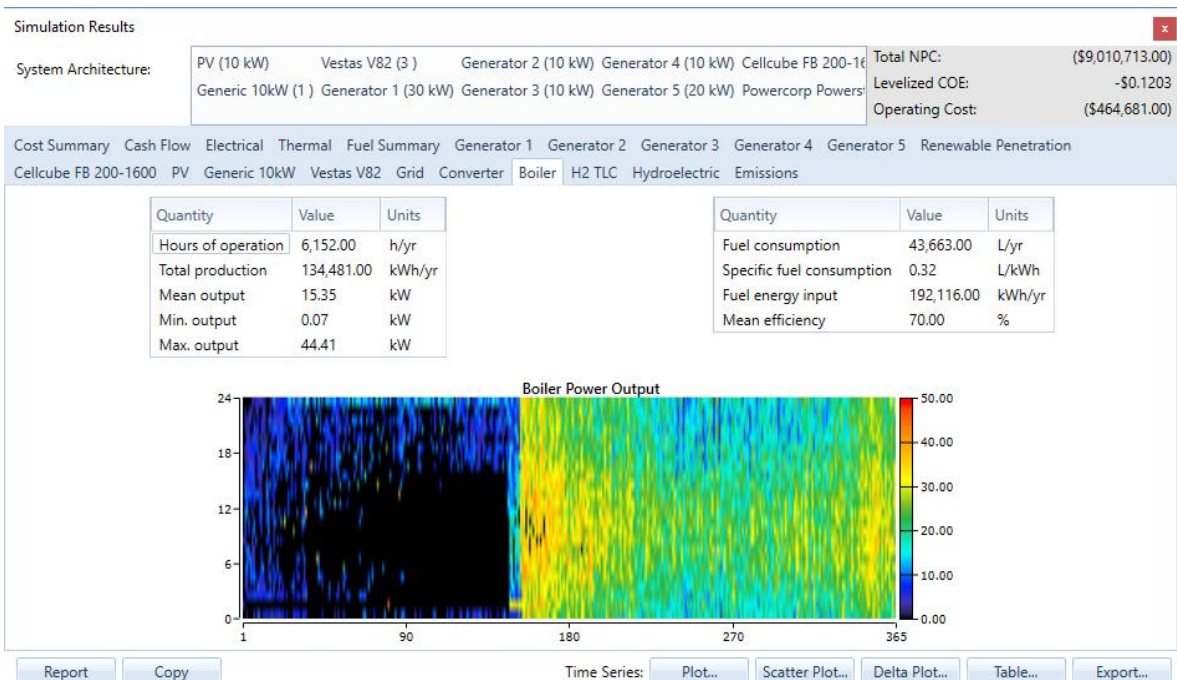 Simulation Results
x
System Architecture:
PV (10 kW) Vestas V82 (3 ) Generator 2 (10 kW) Generator 4 (10 kW) Cellcube FB 200-16
Generic 10kW (1 ) Generator 1 (30 kW) Generator 3 (10 kW) Generator 5 (20 kW) Powercorp Powers
Total NPC: ($9,010,713.00)
Levelized COE: -$0.1203
Operating Cost: ($464,681.00)
Cost Summary Cash Flow Electrical Thermal Fuel Summary Generator 1 Generator 2 Generator 3 Generator 4 Generator 5 Renewable Penetration
Cellcube FB 200-1600 PV Generic 10kW Vestas V82 Grid Converter Boiler H2 TLC Hydroelectric Emissions
Quantity Value Units
Hours of operation 6,152.00 h/yr
Total production 134,481.00 kWh/yr
Mean output 15.35 kW
Min. output 0.07 kW
Max. output 44.41 kW
Quantity Value Units
Fuel consumption 43,663.00 L/yr
Specific fuel consumption 0.32 L/kWh
Fuel energy input 192,116.00 kWh/yr
Mean efficiency 70.00 %
Boiler Power Output
24
18
12
6
0
1 90 180 270 365
50.00
40.00
30.00
20.00
10.00
0.00
Report Copy Time Series: Plot... Scatter Plot... Delta Plot... Table... Export...